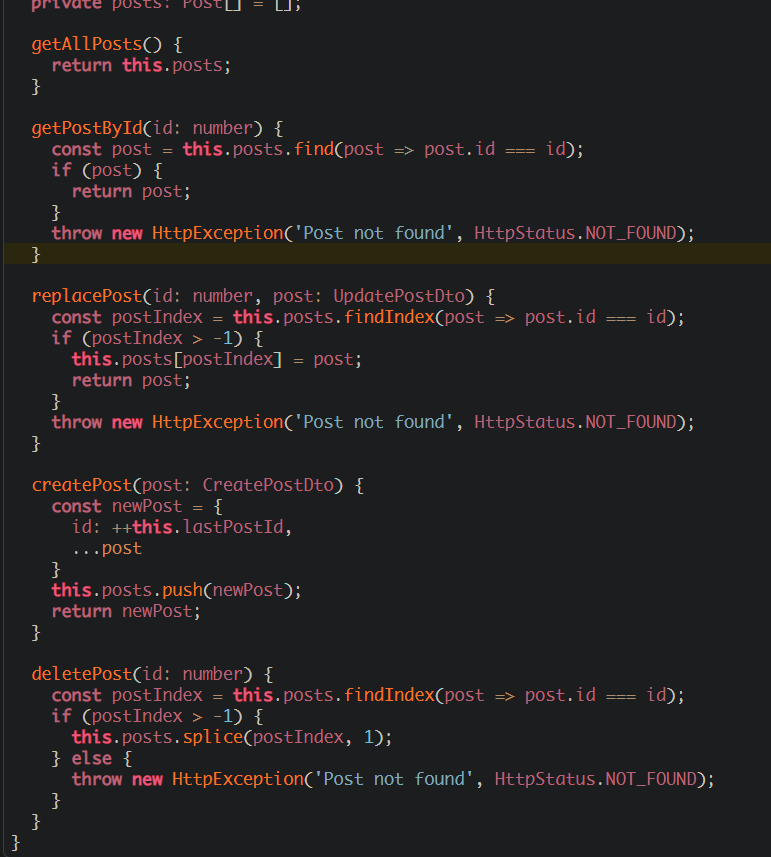 private posts: Post[] = [];
getAllPosts() {
return this.posts;
}
getPostById(id: number) {
const post = this.posts.find(post => post.id === id);
if (post) {
return post;
}
throw new HttpException('Post not found', HttpStatus.NOT_FOUND);
}
replacePost(id: number, post: UpdatePostDto) {
const postIndex = this.posts.findIndex(post => post.id === id);
if (postIndex > -1) {
this.posts[postIndex] = post;
return post;
}
throw new HttpException('Post not found', HttpStatus.NOT_FOUND);
}
createPost(post: CreatePostDto) {
const newPost = {
id: ++this.lastPostId,
...post
}
this.posts.push(newPost);
return newPost;
}
deletePost(id: number) {
const postIndex = this.posts.findIndex(post => post.id === id);
if (postIndex > -1) {
this.posts.splice(postIndex, 1);
} else {
throw new HttpException('Post not found', HttpStatus.NOT_FOUND);
}
}
}